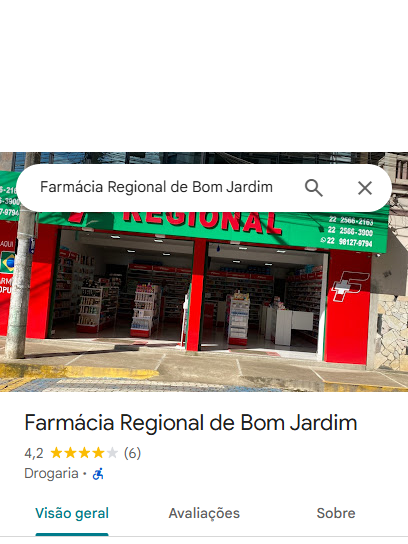 Farmácia Regional de Bom Jardim
REGIONAL
22 2566-2163
22 2566-3900
22 98127-9794
Farmácia Regional de Bom Jardim
4,2 (6)
Drogaria ·
Visão geral Avaliações Sobre